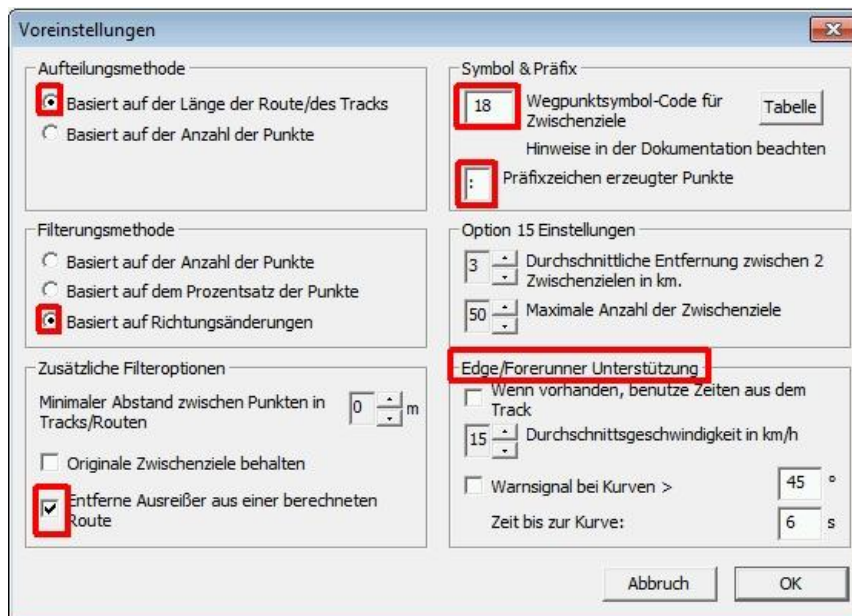 Voreinstellungen
Aufteilungsmethode
Basiert auf der Länge der Route/des Tracks
Basiert auf der Anzahl der Punkte
Symbol & Präfix
18 Wegpunktsymbol-Code für
Zwischenziele
Tabelle
Hinweise in der Dokumentation beachten
: Präfixzeichen erzeugter Punkte
Filterungsmethode
Basiert auf der Anzahl der Punkte
Basiert auf dem Prozentsatz der Punkte
Basiert auf Richtungsänderungen
Option 15 Einstellungen
3 Durchschnittliche Entfernung zwischen 2
Zwischenzielen in km.
50 Maximale Anzahl der Zwischenziele
Zusätzliche Filteroptionen
Minimaler Abstand zwischen Punkten in
Tracks/Routen
0 m
Originale Zwischenziele behalten
Entferne Ausreißer aus einer berechneten
Route
Edge/Forerunner Unterstützung
Wenn vorhanden, benutze Zeiten aus dem
Track
15 Durchschnittsgeschwindigkeit in km/h
Warnsignal bei Kurven > 45 °
Zeit bis zur Kurve: 6 s
Abbruch
OK